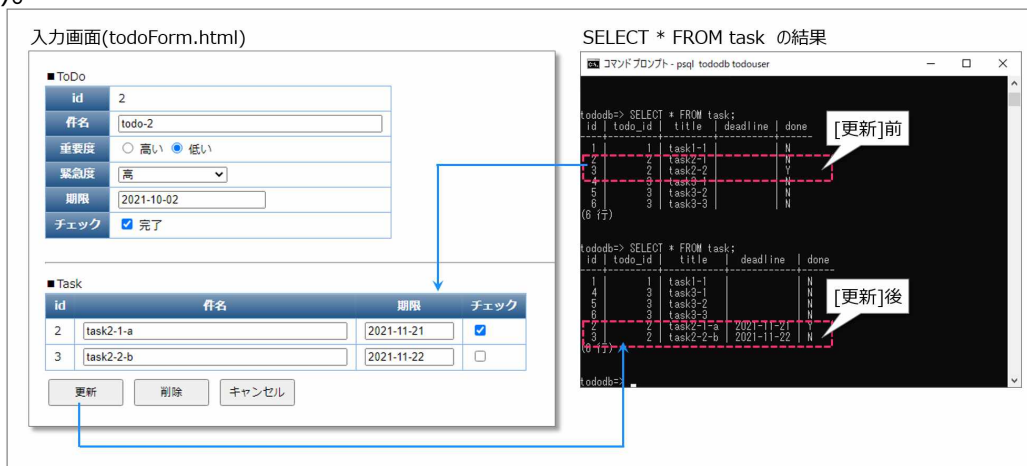 入力画面(todoForm.html)
■ToDo
id 2
件名 todo-2
重要度 高い 低い
緊急度 高
期限 2021-10-02
チェック 完了
■Task
id 件名 期限 チェック
2 task2-1-a 2021-11-21
3 task2-2-b 2021-11-22
更新 削除 キャンセル
SELECT * FROM task の結果
コマンド プロンプト - psql tododb todouser
tododb=> SELECT * FROM task;
id | todo_id | title | deadline | done
1 | 1 | task1-1 | | N
2 | 2 | task2-1 | | N
3 | 2 | task2-2 | | Y
4 | 3 | task3-1 | | N
5 | 3 | task3-2 | | N
6 | 3 | task3-3 | | N
(6 行)
[更新]前
tododb=> SELECT * FROM task;
id | todo_id | title | deadline | done
1 | 1 | task1-1 | | N
4 | 3 | task3-1 | | N
5 | 3 | task3-2 | | N
6 | 3 | task3-3 | | N
2 | 2 | task2-1-a | 2021-11-21 | Y
3 | 2 | task2-2-b | 2021-11-22 | N
(6 行)
[更新]後
tododb=>